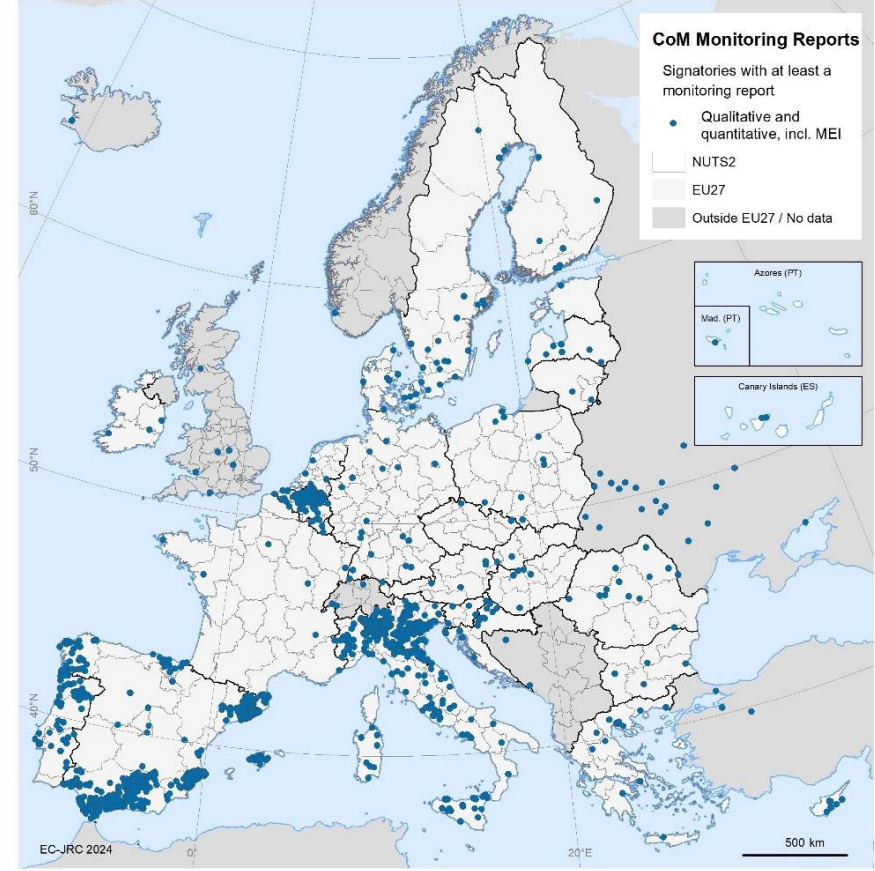 CoM Monitoring Reports
Signatories with at least a
monitoring report
Qualitative and
quantitative, incl. MEI
NUTS2
EU27
Outside EU27 / No data
60°N
Azores (PT)
Mad. (PT)
Canary Islands (ES)
50°N
40°N
EC-JRC 2024
0°
20°E
500 km